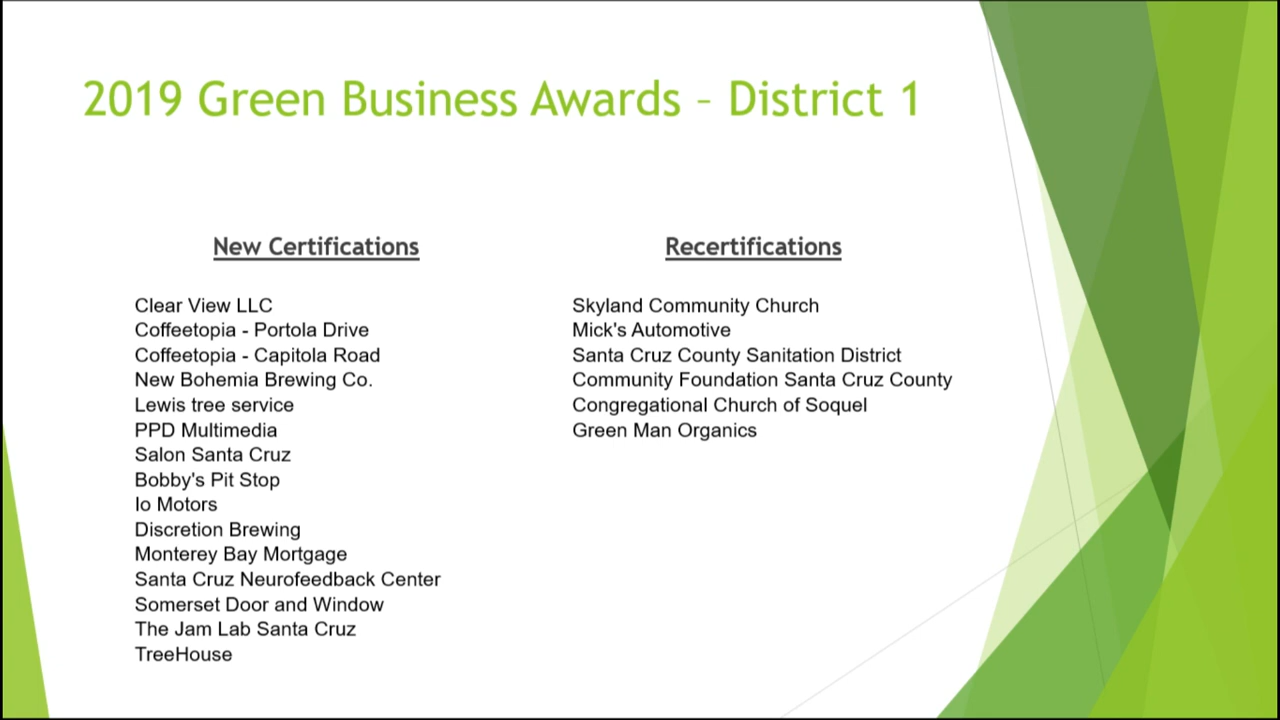 2019 Green Business Awards – District 1
New Certifications
Clear View LLC
Coffeetopia - Portola Drive
Coffeetopia - Capitola Road
New Bohemia Brewing Co.
Lewis tree service
PPD Multimedia
Salon Santa Cruz
Bobby's Pit Stop
Io Motors
Discretion Brewing
Monterey Bay Mortgage
Santa Cruz Neurofeedback Center
Somerset Door and Window
The Jam Lab Santa Cruz
TreeHouse
Recertifications
Skyland Community Church
Mick's Automotive
Santa Cruz County Sanitation District
Community Foundation Santa Cruz County
Congregational Church of Soquel
Green Man Organics